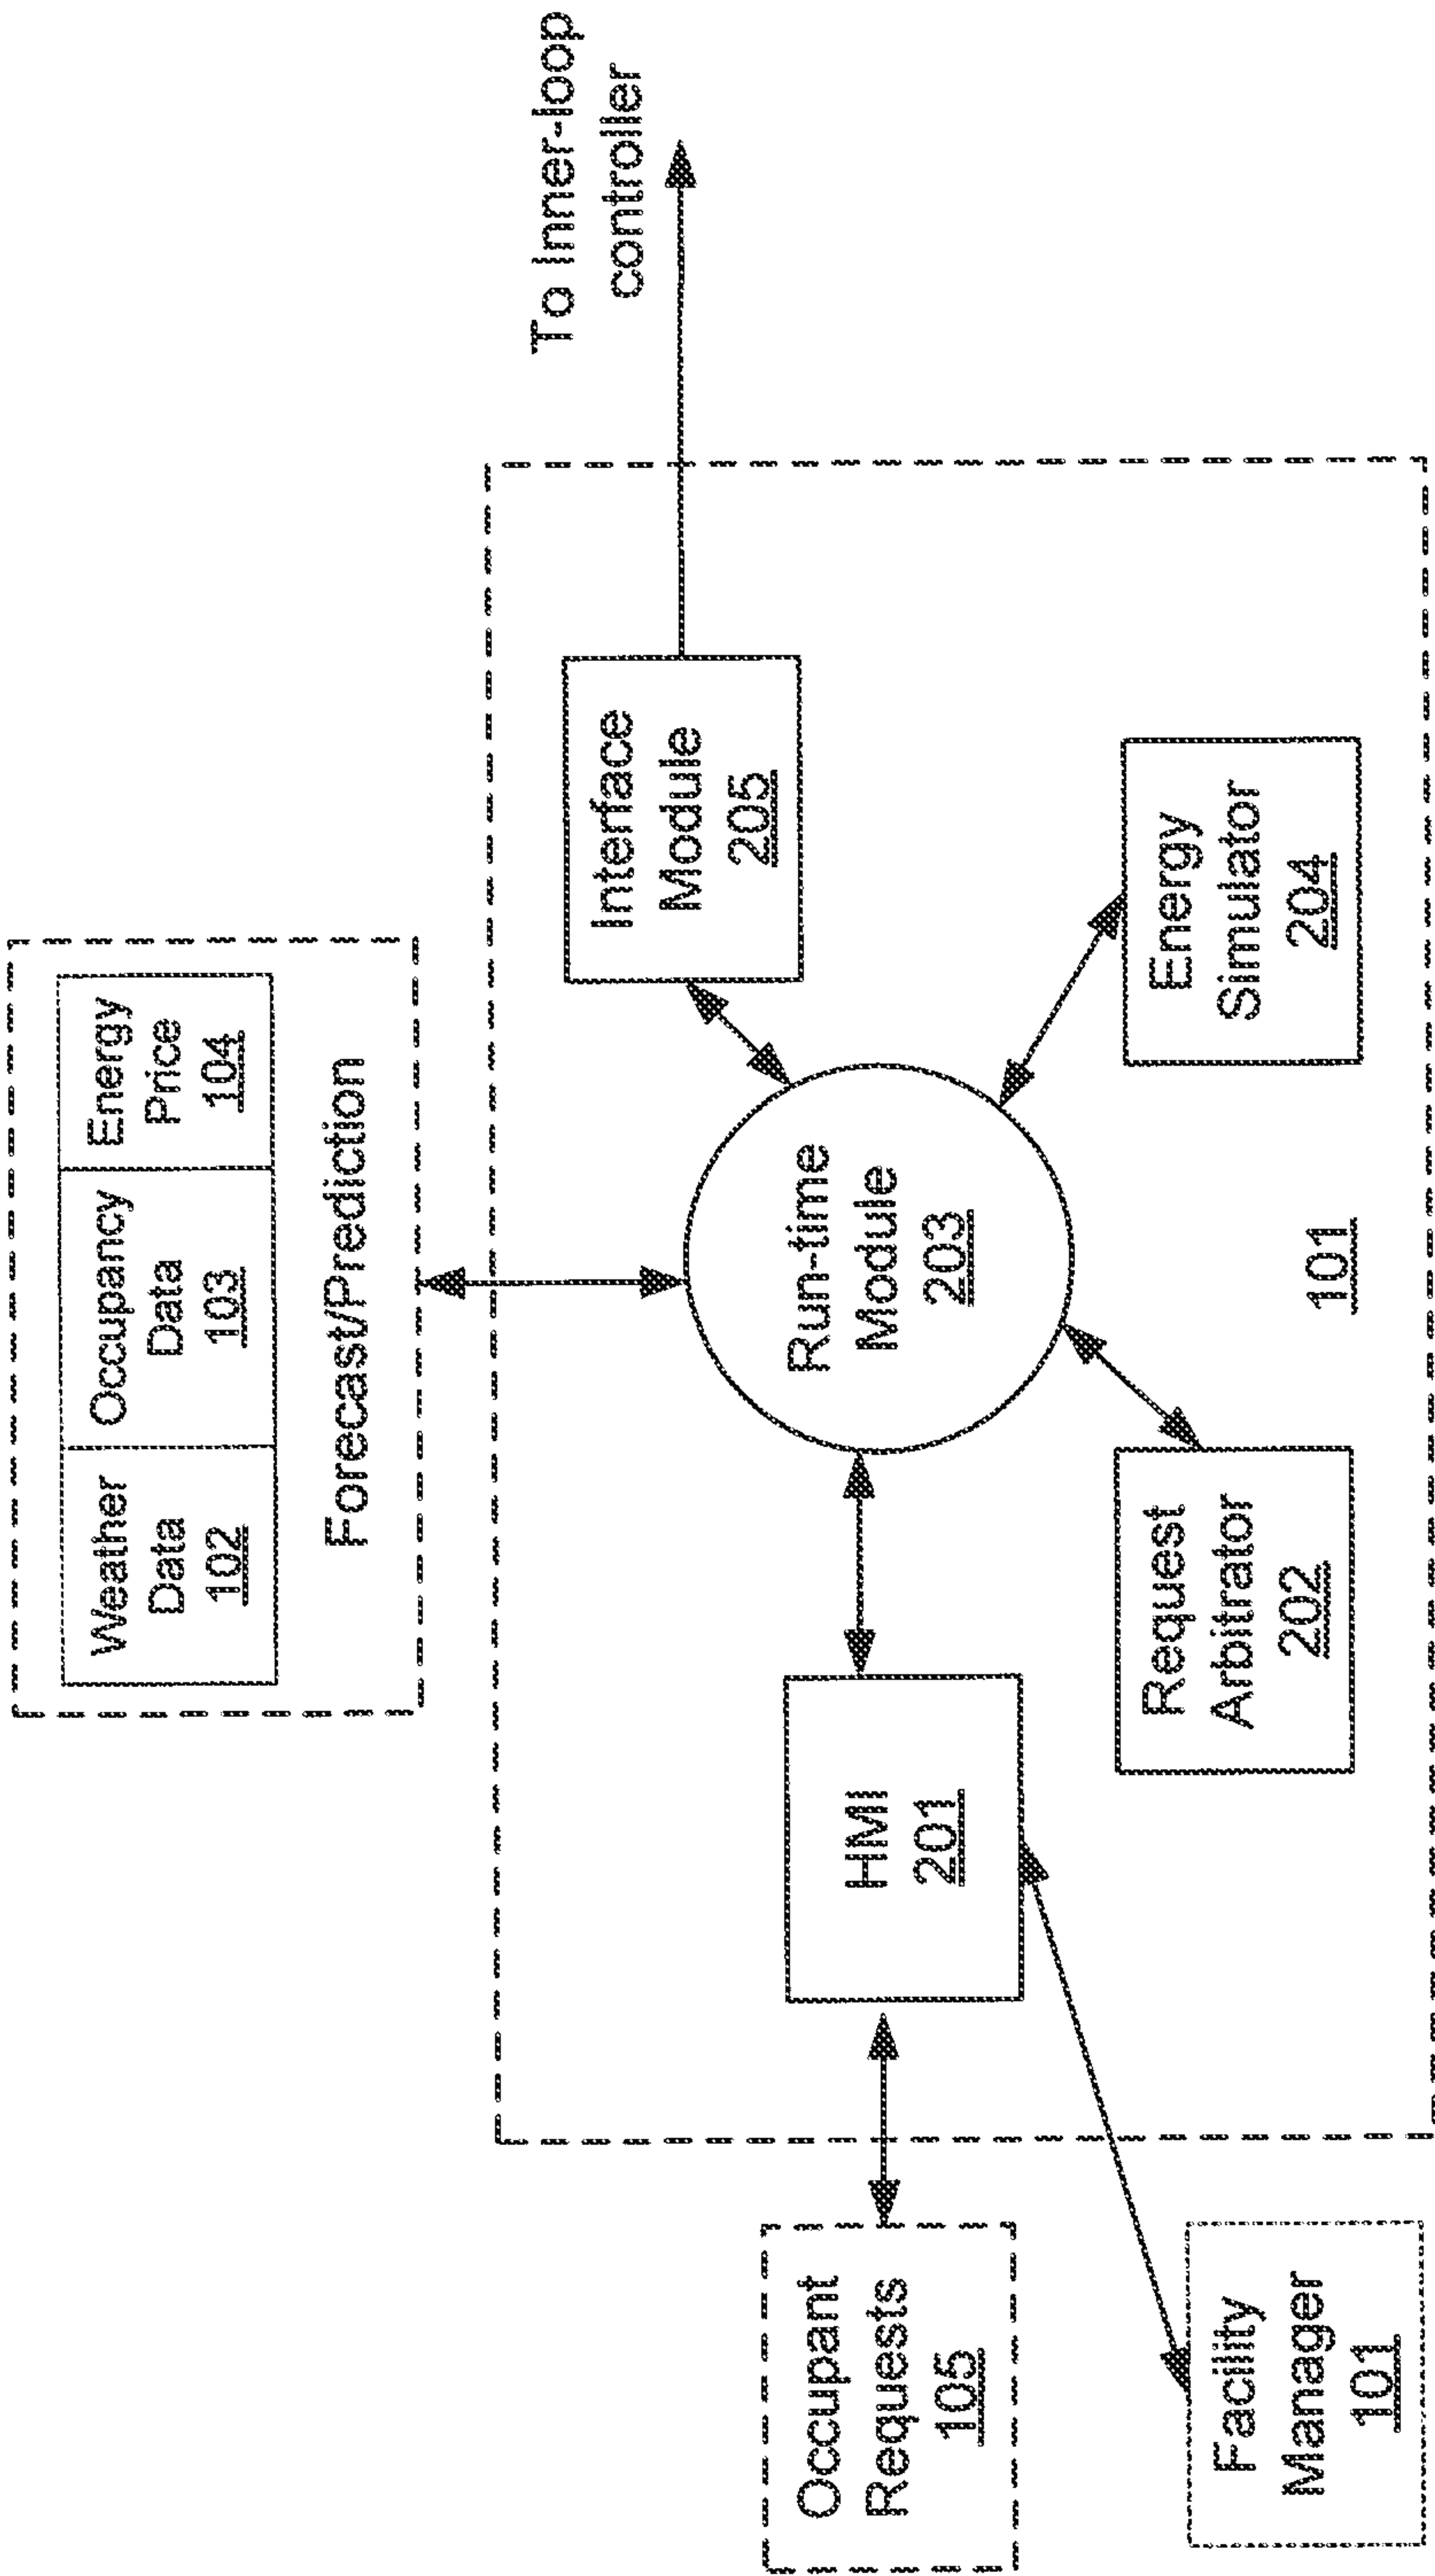 Weather
Data
102
Occupancy
Data
103
Energy
Price
104
Forecast/Prediction
To Inner-loop
controller
Interface
Module
205
Run-time
Module
203
HMI
201
Occupant
Requests
105
Energy
Simulator
204
Request
Arbitrator
202
101
Facility
Manager
101